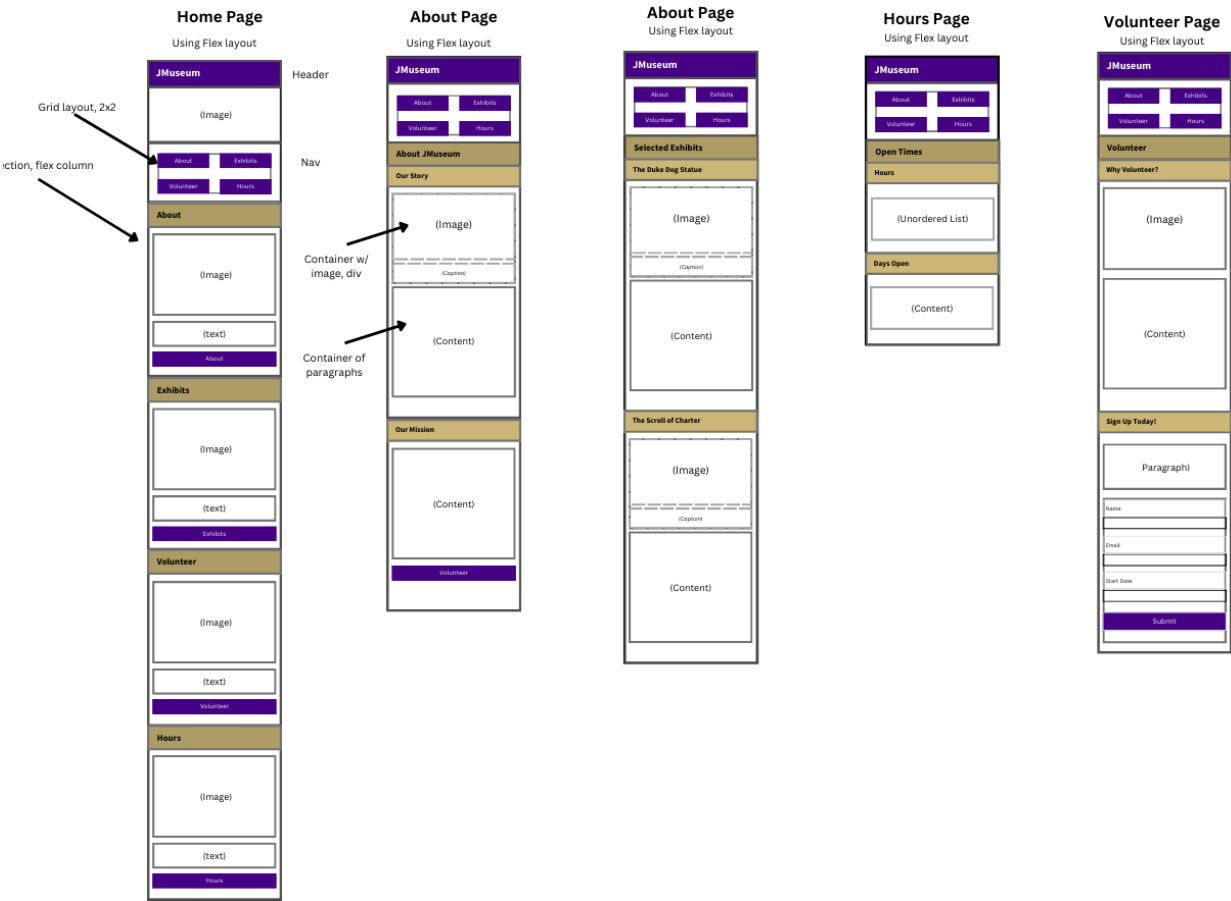 Home Page
Using Flex layout
JMuseum
Header
(Image)
Grid layout, 2x2
Nav
About
Exhibits
Volunteer
Hours
flex column
About
(Image)
(text)
About
Exhibits
(Image)
(text)
Exhibits
Volunteer
(Image)
(text)
Volunteer
Hours
(Image)
(text)
Hours
About Page
Using Flex layout
JMuseum
About
Exhibits
Volunteer
Hours
About JMuseum
Our Story
(Image)
(Caption)
Container w/
image, div
(Content)
Container of
paragraphs
Our Mission
(Content)
Volunteer
About Page
Using Flex layout
JMuseum
About
Exhibits
Volunteer
Hours
Selected Exhibits
The Duke Dog Statue
(Image)
(Caption)
(Content)
The Scroll of Charter
(Image)
(Caption)
(Content)
Hours Page
Using Flex layout
JMuseum
About
Exhibits
Volunteer
Hours
Open Times
Hours
(Unordered List)
Days Open
(Content)
Volunteer Page
Using Flex layout
JMuseum
About
Exhibits
Volunteer
Hours
Volunteer
Why Volunteer?
(Image)
(Content)
Sign Up Today!
Paragraph)
Name:
Email:
Start Date:
Submit